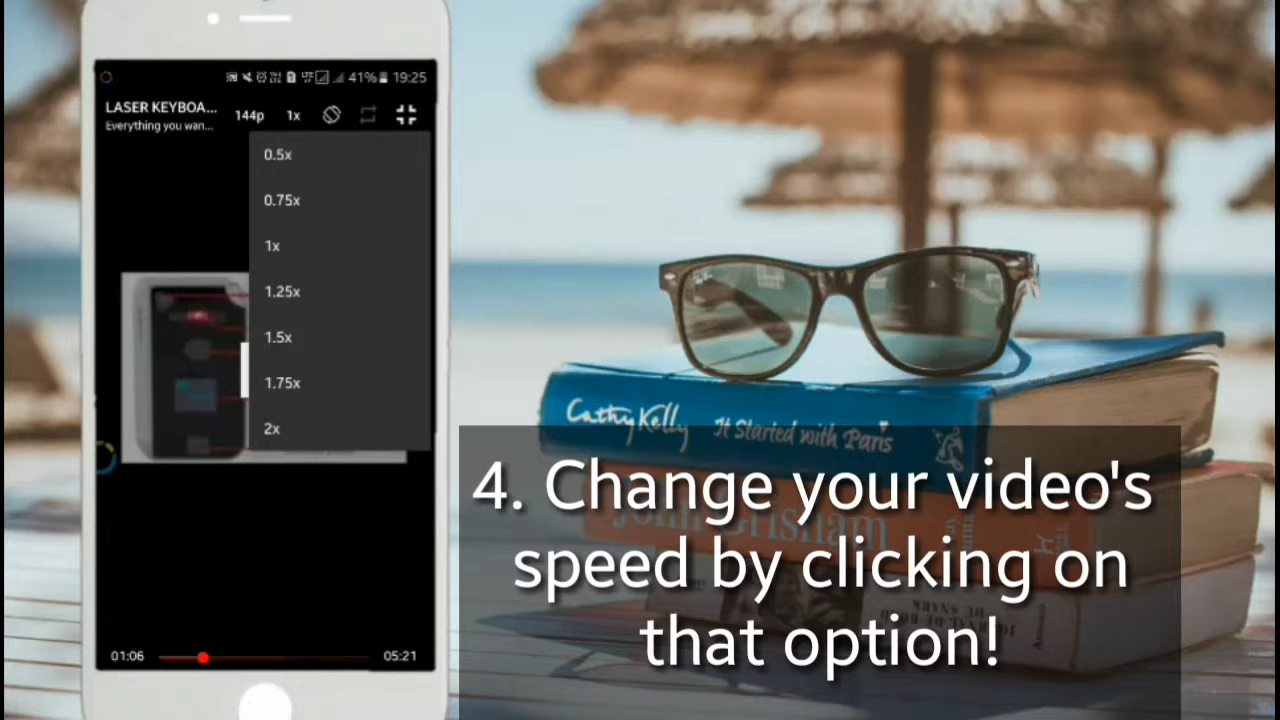 41% 19:25
LASER KEYBOA...
Everything you wan...
144p 1x
0.5x
0.75x
1x
1.25x
1.5x
1.75x
2x
01:06 05:21
Cathy Kelly It Started with Paris
John Grisham
4. Change your video's
speed by clicking on
that option!